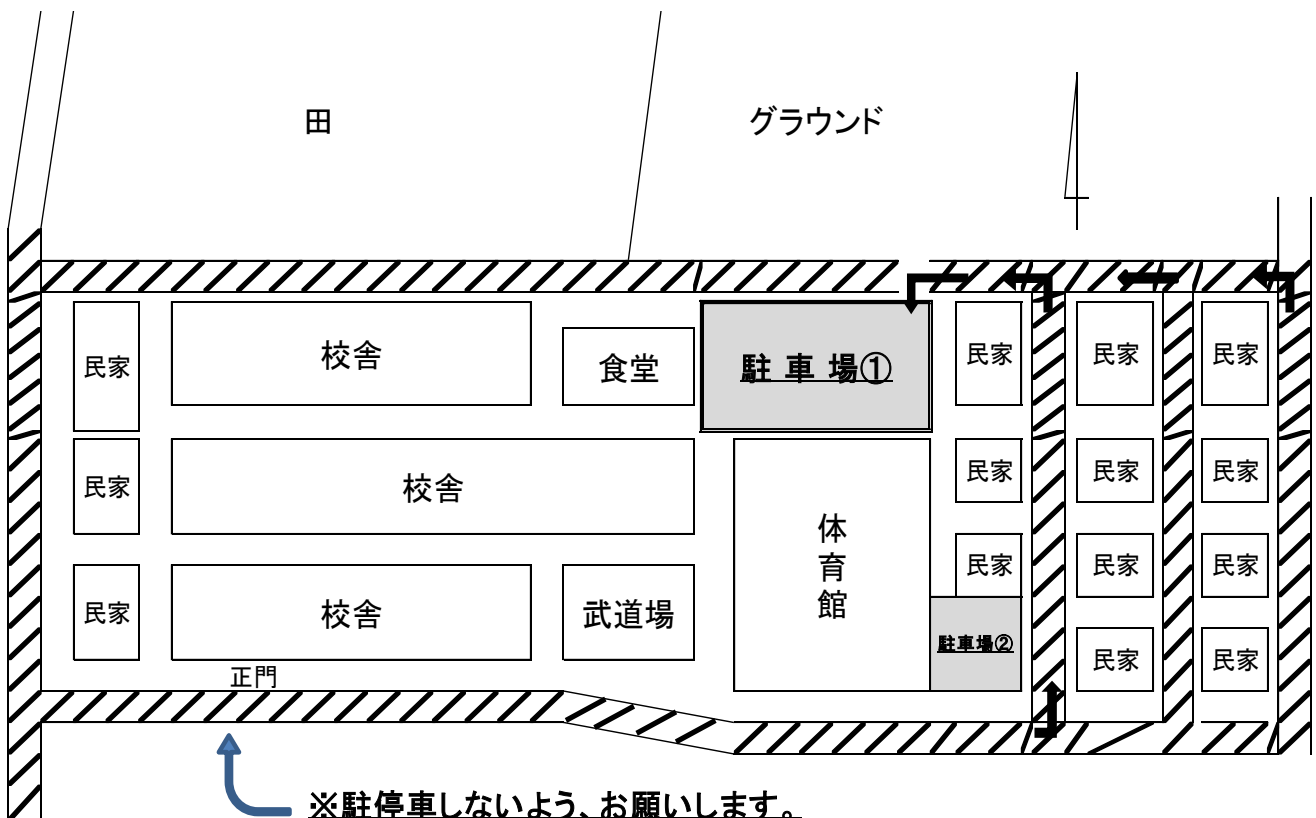 田
グラウンド
民家
校舎
食堂
駐車場①
民家
民家
民家
民家
校舎
体育館
民家
民家
民家
民家
民家
民家
民家
校舎
武道場
駐車場②
民家
民家
正門
※駐停車しないよう、お願いします。